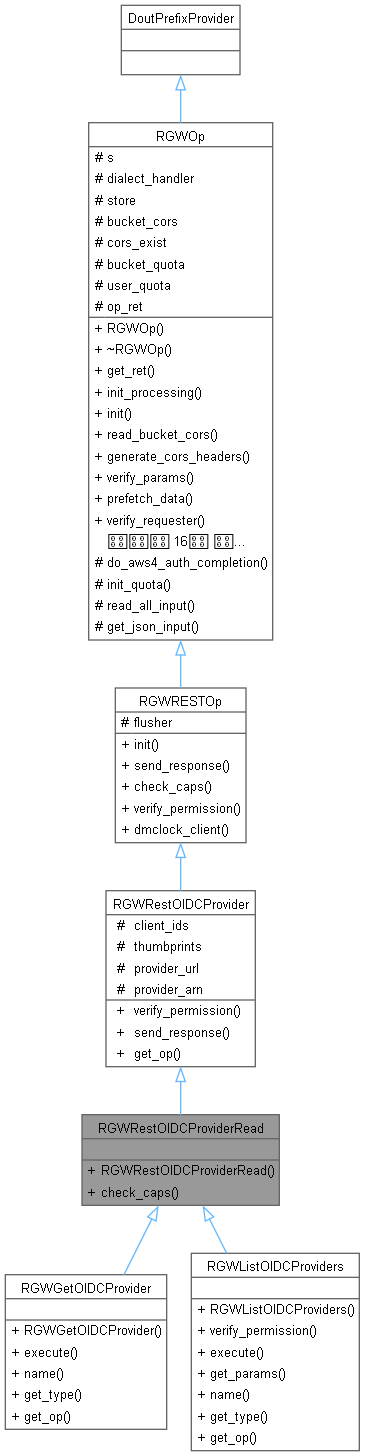 DoutPrefixProvider
RGWOp
# s
# dialect_handler
# store
# bucket_cors
# cors_exist
# bucket_quota
# user_quota
# op_ret
+ RGWOp()
+ ~RGWOp()
+ get_ret()
+ init_processing()
+ init()
+ read_bucket_cors()
+ generate_cors_headers()
+ verify_params()
+ prefetch_data()
+ verify_requester()
16 ...
# do_aws4_auth_completion()
# init_quota()
# read_all_input()
# get_json_input()
RGWRESTOp
# flusher
+ init()
+ send_response()
+ check_caps()
+ verify_permission()
+ dmclock_client()
RGWRestOIDCProvider
# client_ids
# thumbprints
# provider_url
# provider_arn
+ verify_permission()
+ send_response()
+ get_op()
RGWRestOIDCProviderRead
+ RGWRestOIDCProviderRead()
+ check_caps()
RGWGetOIDCProvider
+ RGWGetOIDCProvider()
+ execute()
+ name()
+ get_type()
+ get_op()
RGWListOIDCProviders
+ RGWListOIDCProviders()
+ verify_permission()
+ execute()
+ get_params()
+ name()
+ get_type()
+ get_op()